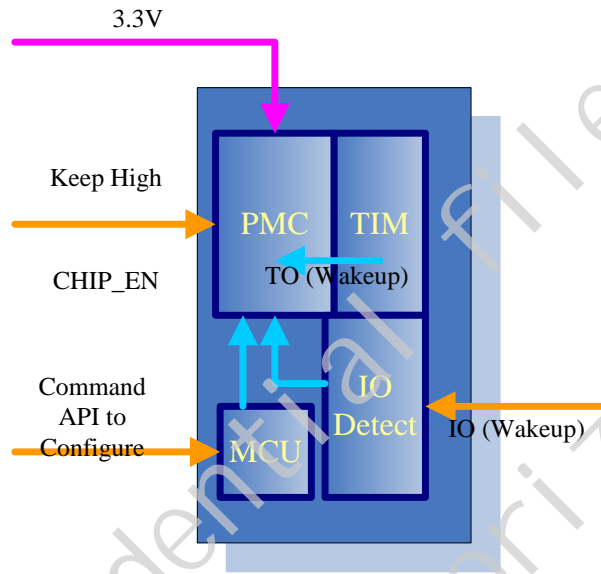 3.3V
Keep High
PMC
TIM
CHIP_EN
TO (Wakeup)
Command
API to
Configure
IO
Detect
MCU
IO (Wakeup)